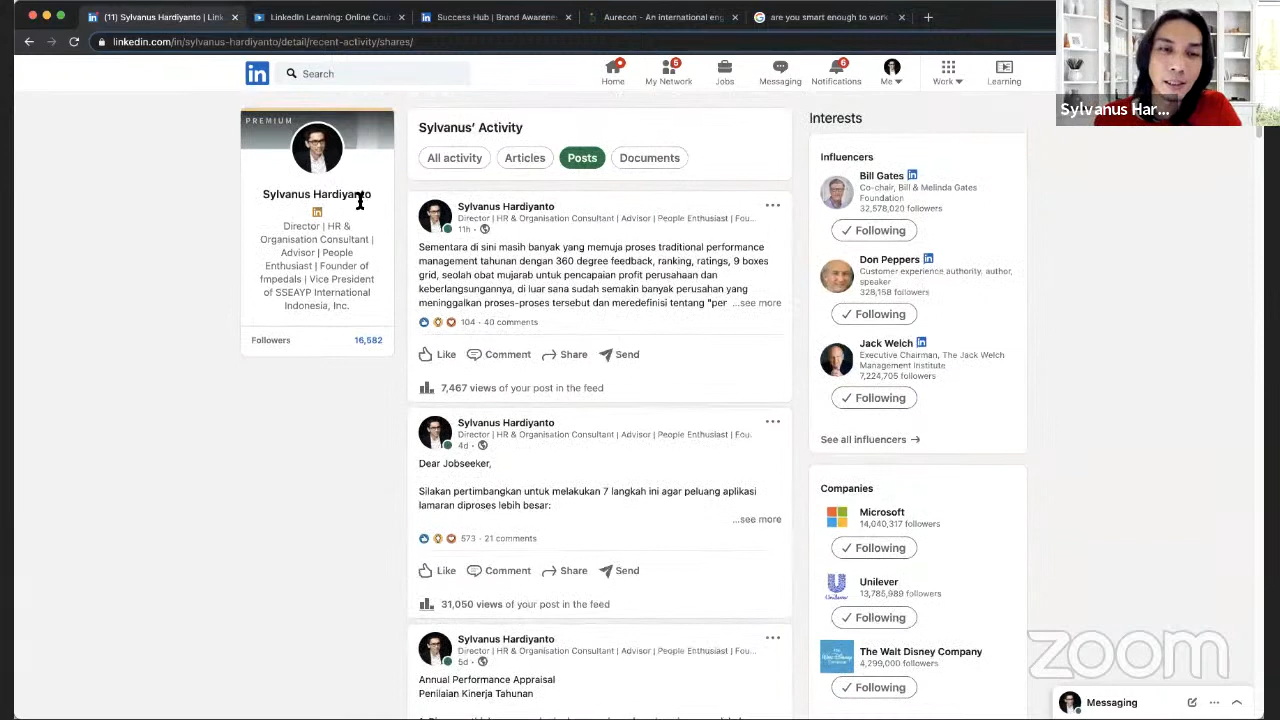 (11) Sylvanus Hardiyanto | Link
LinkedIn Learning: Online Cou
Success Hub | Brand Awaren
Aurecon - An international eng
are you smart enough to work
linkedin.com/in/sylvanus-hardiyanto/detail/recent-activity/shares/
in
Search
Home
5
My Network
Jobs
Messaging
6
Notifications
Me
Work
Learning
Sylvanus Har...
PREMIUM
Sylvanus Hardiyanto
in
Director | HR &
Organisation Consultant |
Advisor | People
Enthusiast | Founder of
fmpedals | Vice President
of SSEAYP International
Indonesia, Inc.
Followers 16,582
Sylvanus' Activity
All activity
Articles
Posts
Documents
Sylvanus Hardiyanto
Director | HR & Organisation Consultant | Advisor | People Enthusiast | Fou...
11h
Sementara di sini masih banyak yang memuja proses traditional performance
management tahunan dengan 360 degree feedback, ranking, ratings, 9 boxes
grid, seolah obat mujarab untuk pencapaian profit perusahaan dan
keberlangsungannya, di luar sana sudah semakin banyak perusahaan yang
meninggalkan proses-proses tersebut dan meredefinisi tentang "per ...see more
104 · 40 comments
Like Comment Share Send
7,467 views of your post in the feed
Sylvanus Hardiyanto
Director | HR & Organisation Consultant | Advisor | People Enthusiast | Fou...
4d
Dear Jobseeker,
Silakan pertimbangkan untuk melakukan 7 langkah ini agar peluang aplikasi
lamaran diproses lebih besar:
...see more
573 · 21 comments
Like Comment Share Send
31,050 views of your post in the feed
Sylvanus Hardiyanto
Director | HR & Organisation Consultant | Advisor | People Enthusiast | Fou...
5d
Annual Performance Appraisal
Penilaian Kinerja Tahunan
Interests
Influencers
Bill Gates in
Co-chair, Bill & Melinda Gates
Foundation
32,578,020 followers
Following
Don Peppers in
Customer experience authority, author,
speaker
328,158 followers
Following
Jack Welch in
Executive Chairman, The Jack Welch
Management Institute
7,224,705 followers
Following
See all influencers
Companies
Microsoft
14,040,317 followers
Following
Unilever
Unilever
13,785,989 followers
Following
The Walt Disney Company
4,299,000 followers
Following
zoom
Messaging